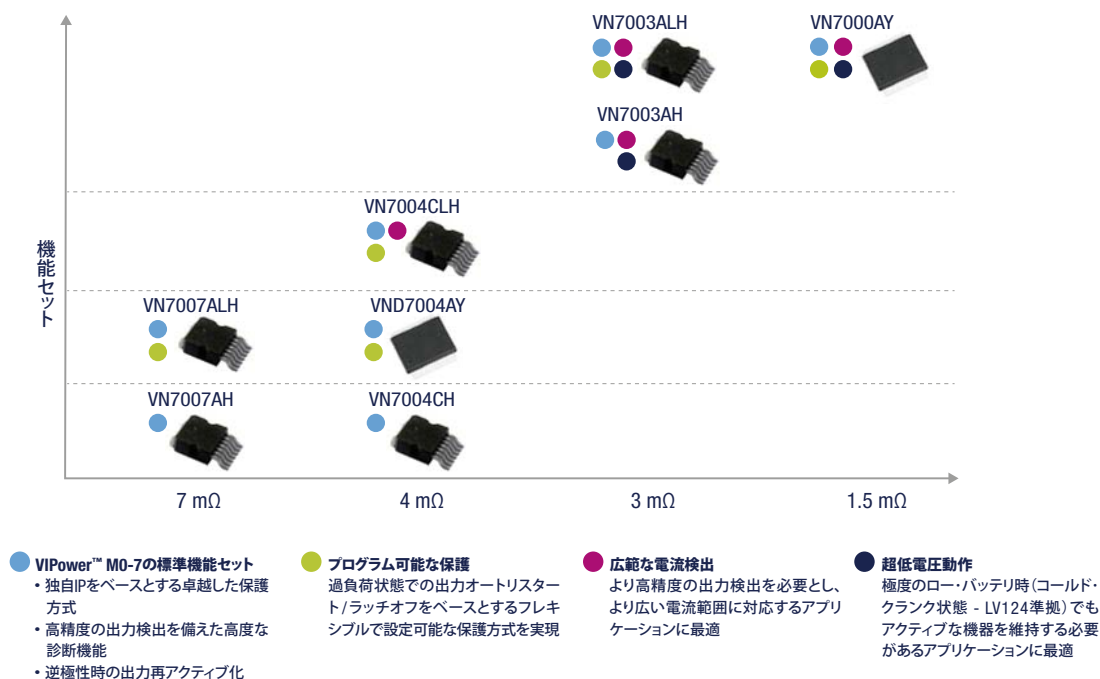 VN7003ALH
VN7000AY
VN7003AH
VN7004CLH
機能セット
VN7007ALH
VND7004AY
VN7007AH
VN7004CH
7 mΩ
4 mΩ
3 mΩ
1.5 mΩ
VIPower™ M0-7の標準機能セット
・独自IPをベースとする卓越した保護
方式
・高精度の出力検出を備えた高度な
診断機能
・逆極性時の出力再アクティブ化
プログラム可能な保護
過負荷状態での出力オートリスター
ト/ラッチオフをベースとするフレキ
シブルで設定可能な保護方式を実現
広範な電流検出
より高精度の出力検出を必要とし、
より広い電流範囲に対応するアプリ
ケーションに最適
超低電圧動作
極度のロー・バッテリ時(コールド・
クランク状態 - LV124準拠)でも
アクティブな機器を維持する必要
があるアプリケーションに最適